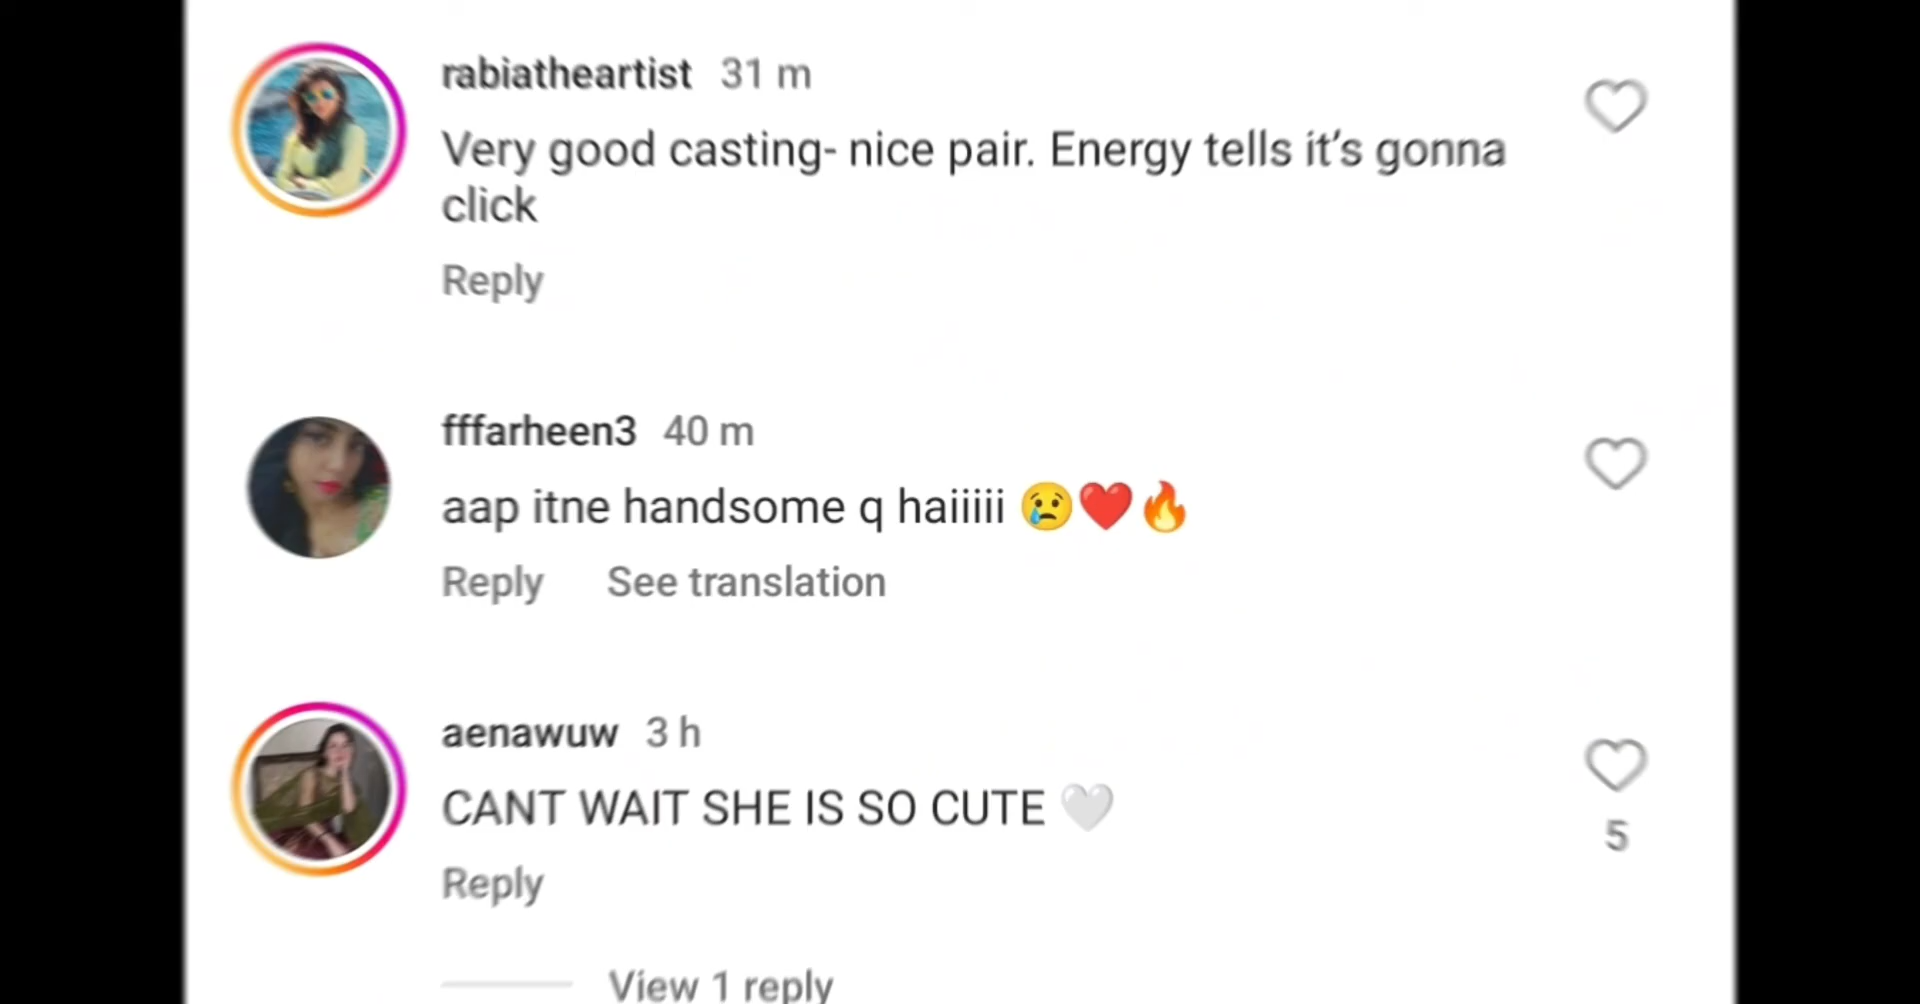 rabiatheartist 31 m
Very good casting- nice pair. Energy tells it's gonna
click
Reply
fffarheen3 40 m
aap itne handsome q haiiiii 😢❤️🔥
Reply See translation
aenawuw 3 h
CANT WAIT SHE IS SO CUTE 🤍
5
Reply
View 1 reply